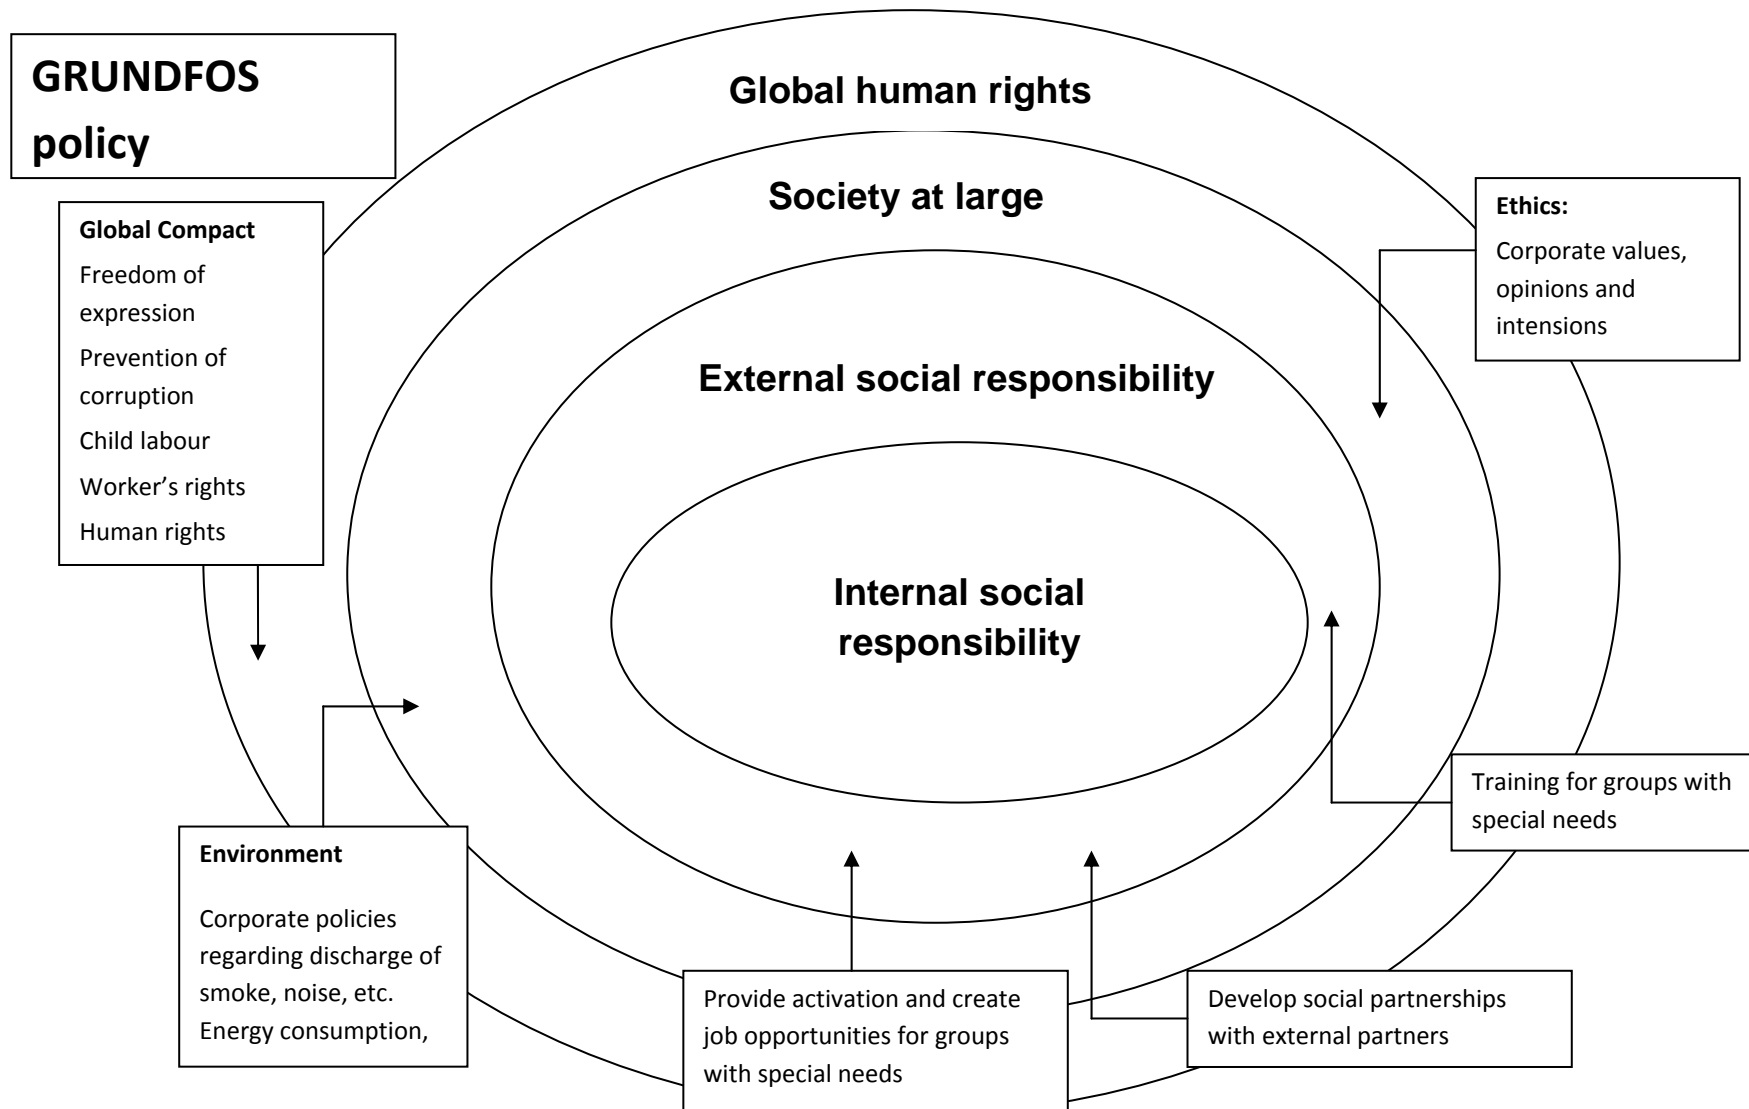 GRUNDFOS
policy
Global human rights
Society at large
External social responsibility
Internal social
responsibility
Global Compact
Freedom of
expression
Prevention of
corruption
Child labour
Worker’s rights
Human rights
Ethics:
Corporate values,
opinions and
intensions
Environment
Corporate policies
regarding discharge of
smoke, noise, etc.
Energy consumption,
Provide activation and create
job opportunities for groups
with special needs
Develop social partnerships
with external partners
Training for groups with
special needs